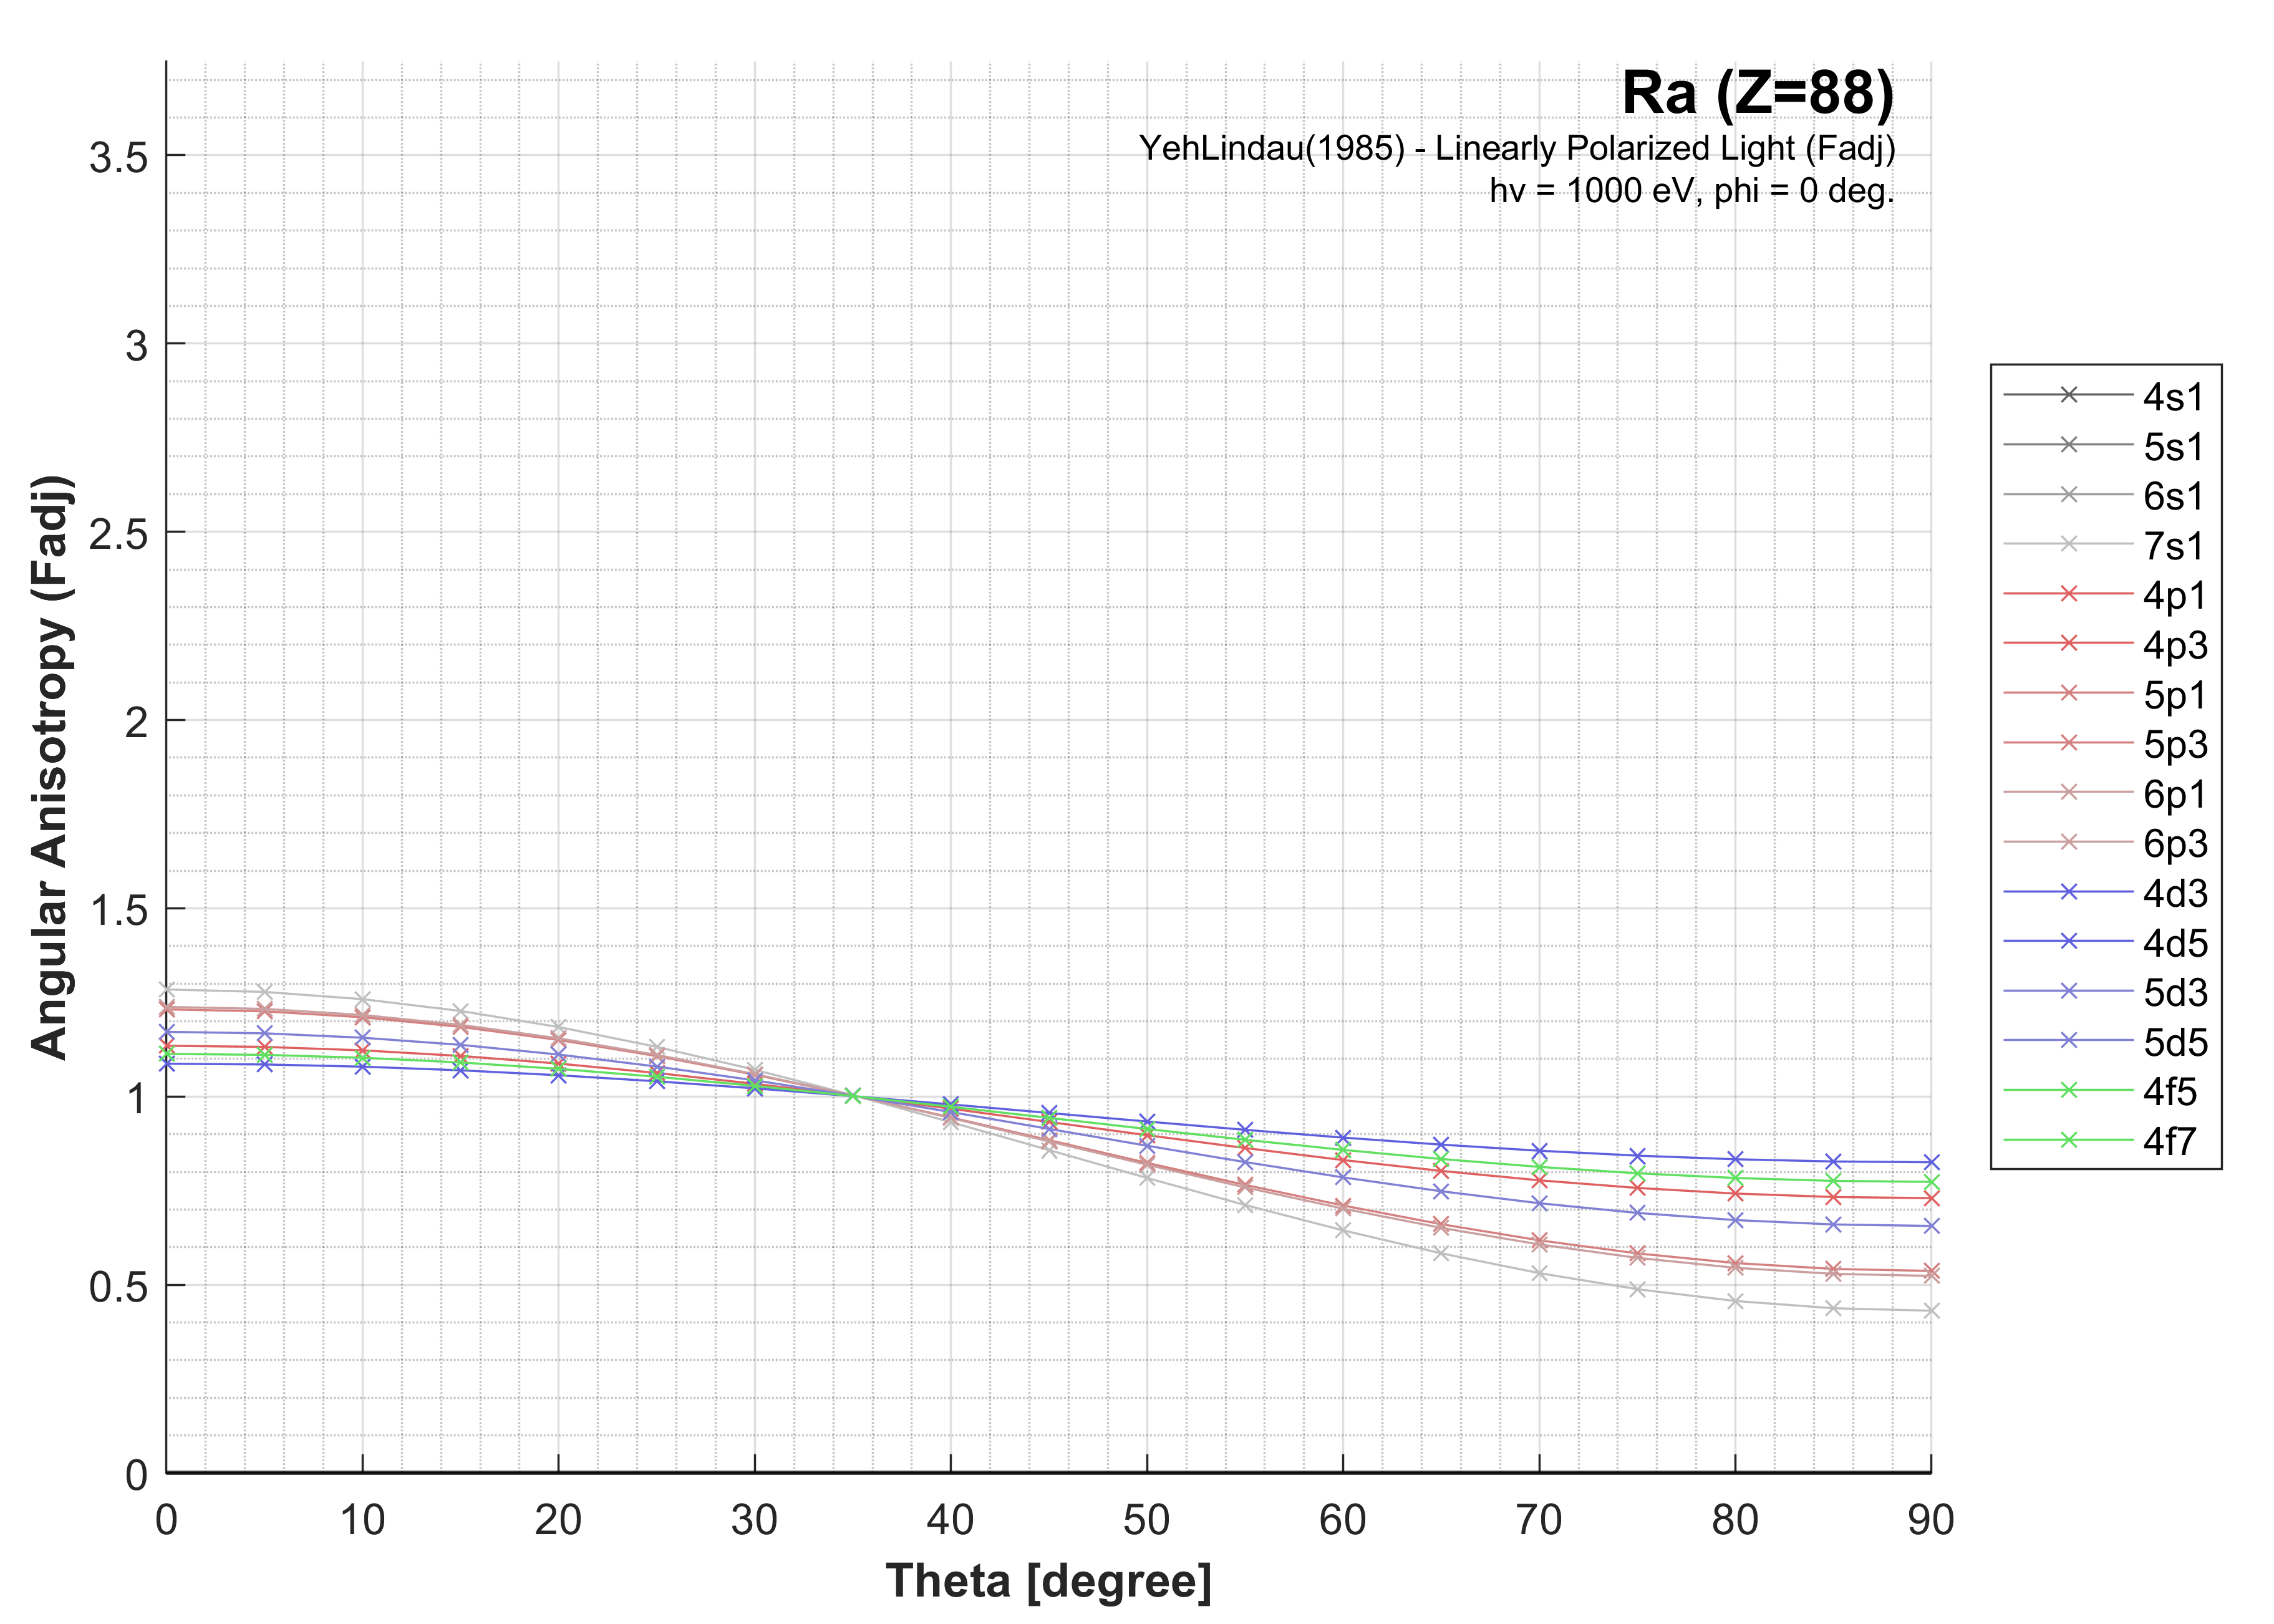 Ra (Z=88)
YehLindau(1985) - Linearly Polarized Light (Fadj)
hv = 1000 eV, phi = 0 deg.
Angular Anisotropy (Fadj)
3.5
3
2.5
2
1.5
1
0.5
0
0 10 20 30 40 50 60 70 80 90
Theta [degree]
4s1
5s1
6s1
7s1
4p1
4p3
5p1
5p3
6p1
6p3
4d3
4d5
5d3
5d5
4f5
4f7